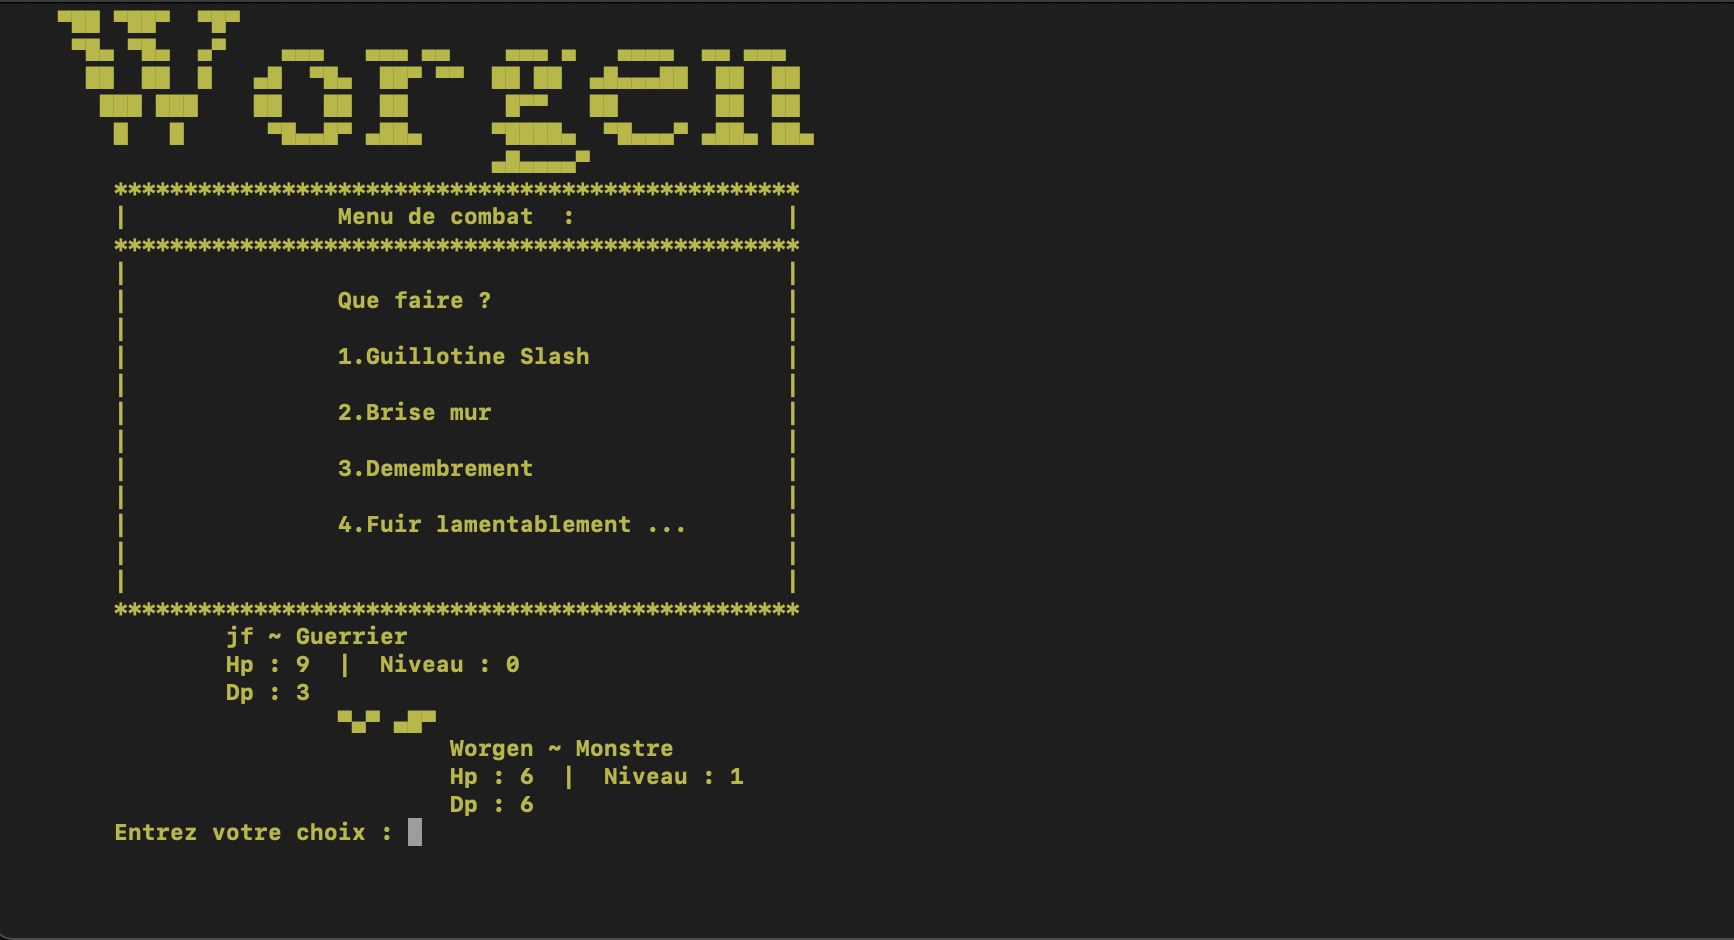 Worgen
*************************************************
| Menu de combat : |
*************************************************
Que faire ?
1.Guillotine Slash
2.Brise mur
3.Demembrement
4.Fuir lamentablement ...
*************************************************
jf ~ Guerrier
Hp : 9 | Niveau : 0
Dp : 3
Worgen ~ Monstre
Hp : 6 | Niveau : 1
Dp : 6
Entrez votre choix :